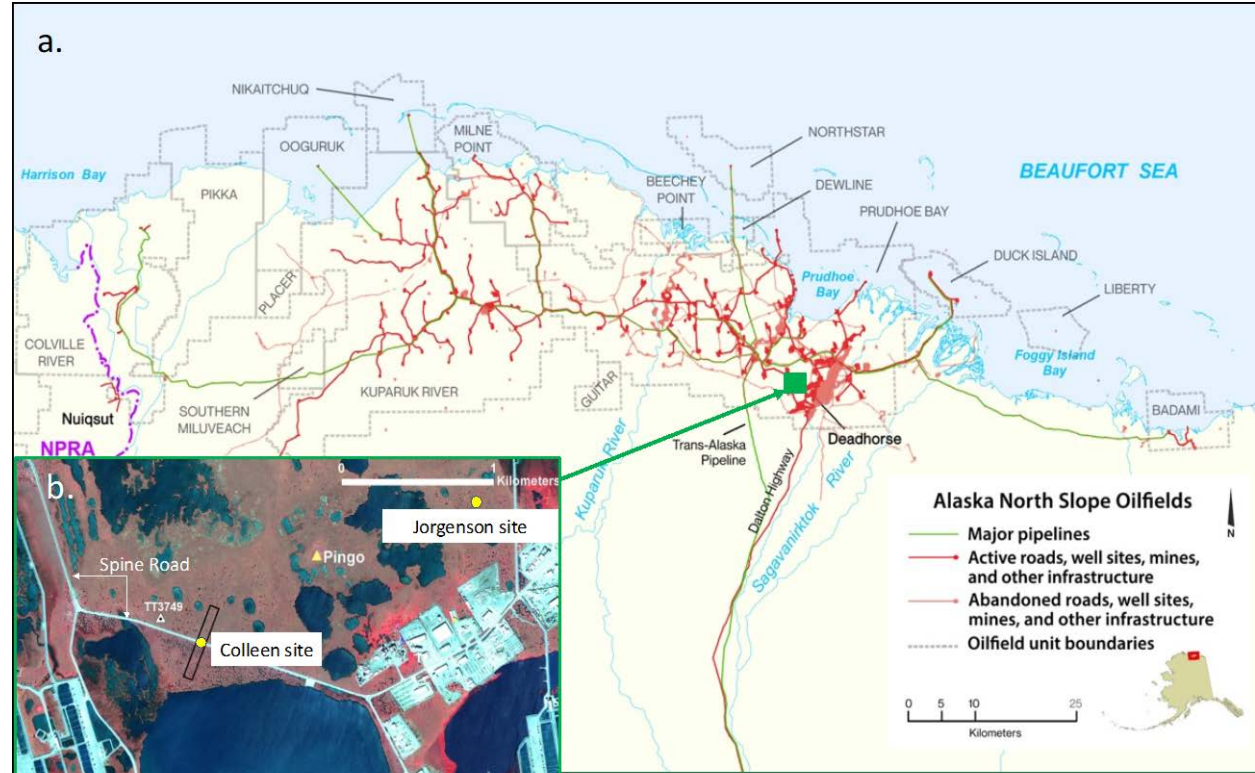 a.
NIKAITCHUQ
OOGURUK
MILNE
POINT
NORTHSTAR
Harrison Bay
PIKKA
BEECHEY
POINT
DEWLINE
BEAUFORT SEA
PRUDHOE BAY
DUCK ISLAND
PLACER
Prudhoe
Bay
LIBERTY
COLVILLE
RIVER
Foggy Island
Bay
KUPARUK RIVER
GUITAR
Nuiqsut
SOUTHERN
MILUVEACH
BADAMI
NPRA
Deadhorse
Trans-Alaska
Pipeline
Kuparuk River
Dalton Highway
Sagavanirktok River
b.
0 1
Kilometers
Jorgenson site
Pingo
Spine Road
TT3749
Colleen site
Alaska North Slope Oilfields
N
Major pipelines
Active roads, well sites, mines,
and other infrastructure
Abandoned roads, well sites,
mines, and other infrastructure
Oilfield unit boundaries
0 5 10 25
Kilometers